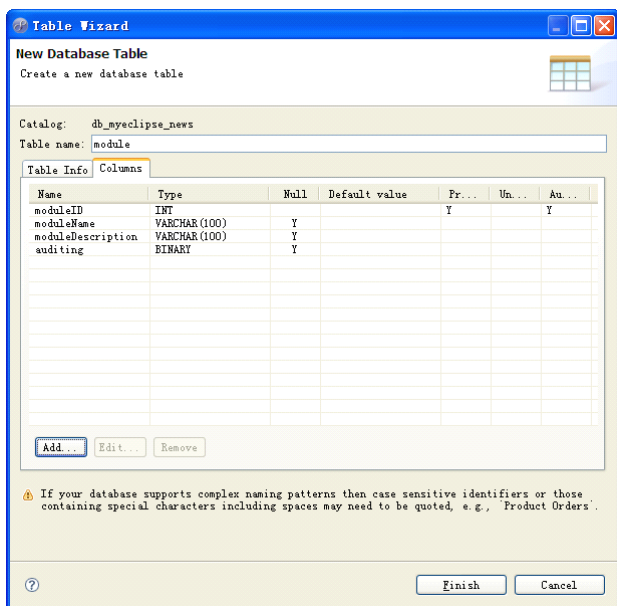 Table Wizard
New Database Table
Create a new database table
Catalog: db_myeclipse_news
Table name: module
Table Info Columns
Name Type Null Default value Pr... Un... Au...
moduleID INT Y Y
moduleName VARCHAR(100) Y
moduleDescription VARCHAR(100) Y
auditing BINARY Y
Add... Edit... Remove
If your database supports complex naming patterns then case sensitive identifiers or those
containing special characters including spaces may need to be quoted, e.g., `Product Orders`.
Finish Cancel